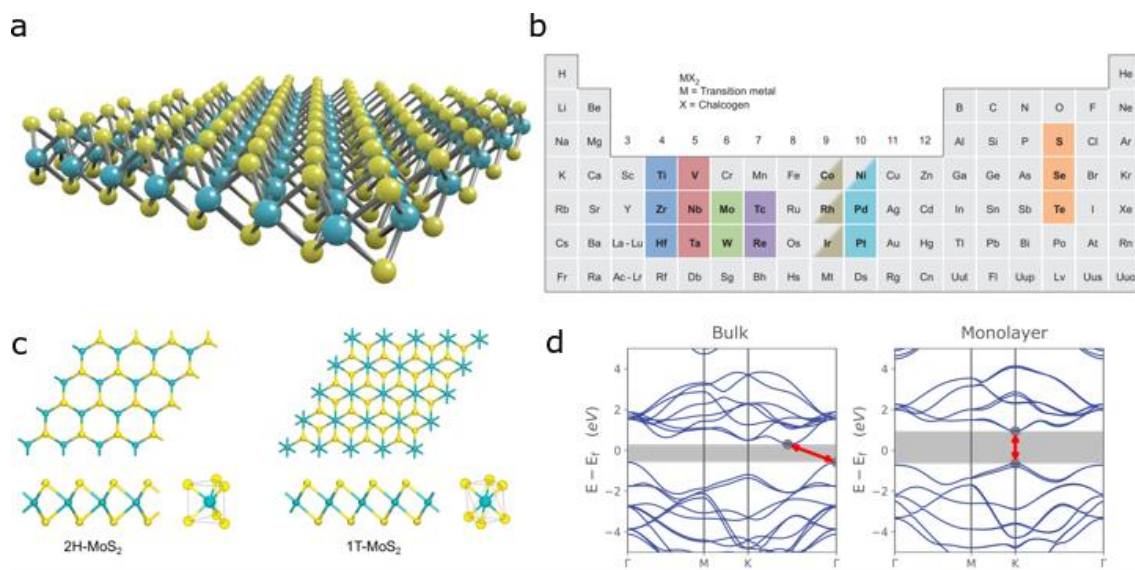 a
b
MX2
M = Transition metal
X = Chalcogen
H He
Li Be B C N O F Ne
Na Mg 3 4 5 6 7 8 9 10 11 12 Al Si P S Cl Ar
K Ca Sc Ti V Cr Mn Fe Co Ni Cu Zn Ga Ge As Se Br Kr
Rb Sr Y Zr Nb Mo Tc Ru Rh Pd Ag Cd In Sn Sb Te I Xe
Cs Ba La - Lu Hf Ta W Re Os Ir Pt Au Hg Tl Pb Bi Po At Rn
Fr Ra Ac - Lr Rf Db Sg Bh Hs Mt Ds Rg Cn Uut Fl Uup Lv Uus Uuo
c
2H-MoS2
1T-MoS2
d
Bulk
E − Ef (eV)
4
2
0
−2
−4
Γ M K Γ
Monolayer
E − Ef (eV)
4
2
0
−2
−4
Γ M K Γ